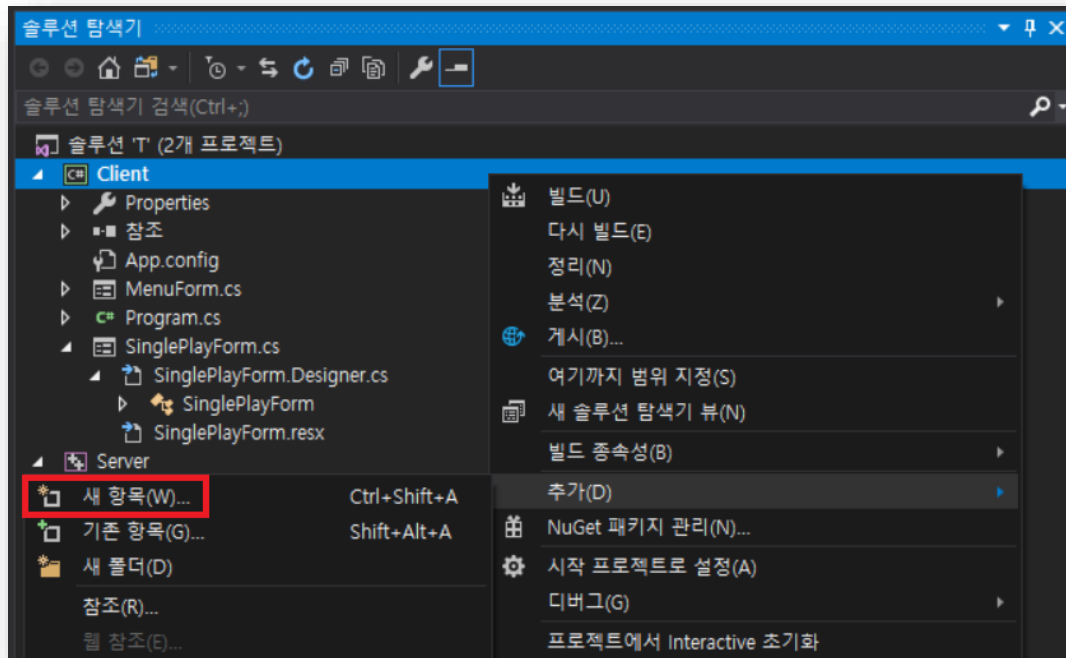 솔루션 탐색기
솔루션 탐색기 검색(Ctrl+;)
솔루션 'T' (2개 프로젝트)
C# Client
Properties
참조
App.config
MenuForm.cs
C# Program.cs
SinglePlayForm.cs
SinglePlayForm.Designer.cs
SinglePlayForm
SinglePlayForm.resx
Server
빌드(U)
다시 빌드(E)
정리(N)
분석(Z)
게시(B)...
여기까지 범위 지정(S)
새 솔루션 탐색기 뷰(N)
빌드 종속성(B)
추가(D)
NuGet 패키지 관리(N)...
시작 프로젝트로 설정(A)
디버그(G)
프로젝트에서 Interactive 초기화
새 항목(W)... Ctrl+Shift+A
기존 항목(G)... Shift+Alt+A
새 폴더(D)
참조(R)...
웹 참조(E)...